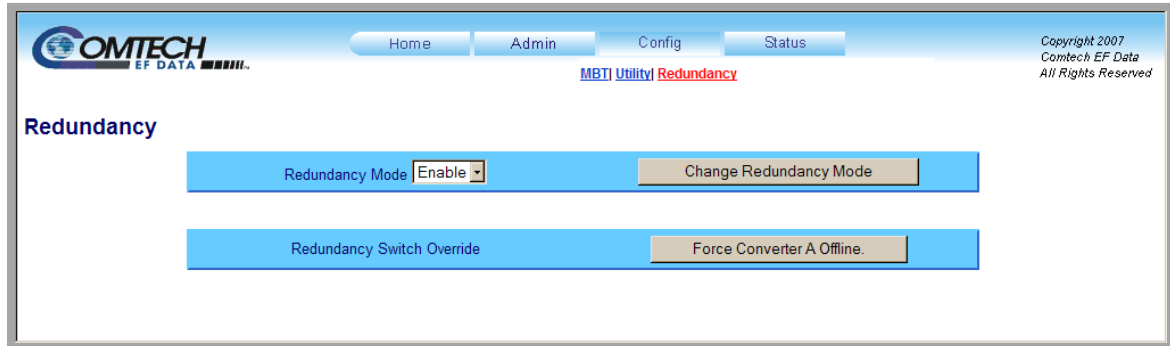 COMTECH
EF DATA
Home Admin Config Status
MBT| Utility| Redundancy
Copyright 2007
Comtech EF Data
All Rights Reserved
Redundancy
Redundancy Mode Enable Change Redundancy Mode
Redundancy Switch Override Force Converter A Offline.